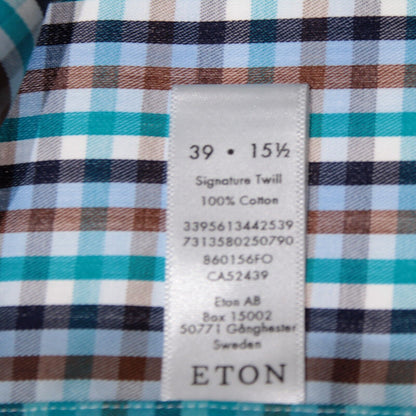 39 • 15½
Signature Twill
100% Cotton
3395613442539
7313580250790
860156FO
CA52439
Eton AB
Box 15002
50771 Gånghester
Sweden
ETON